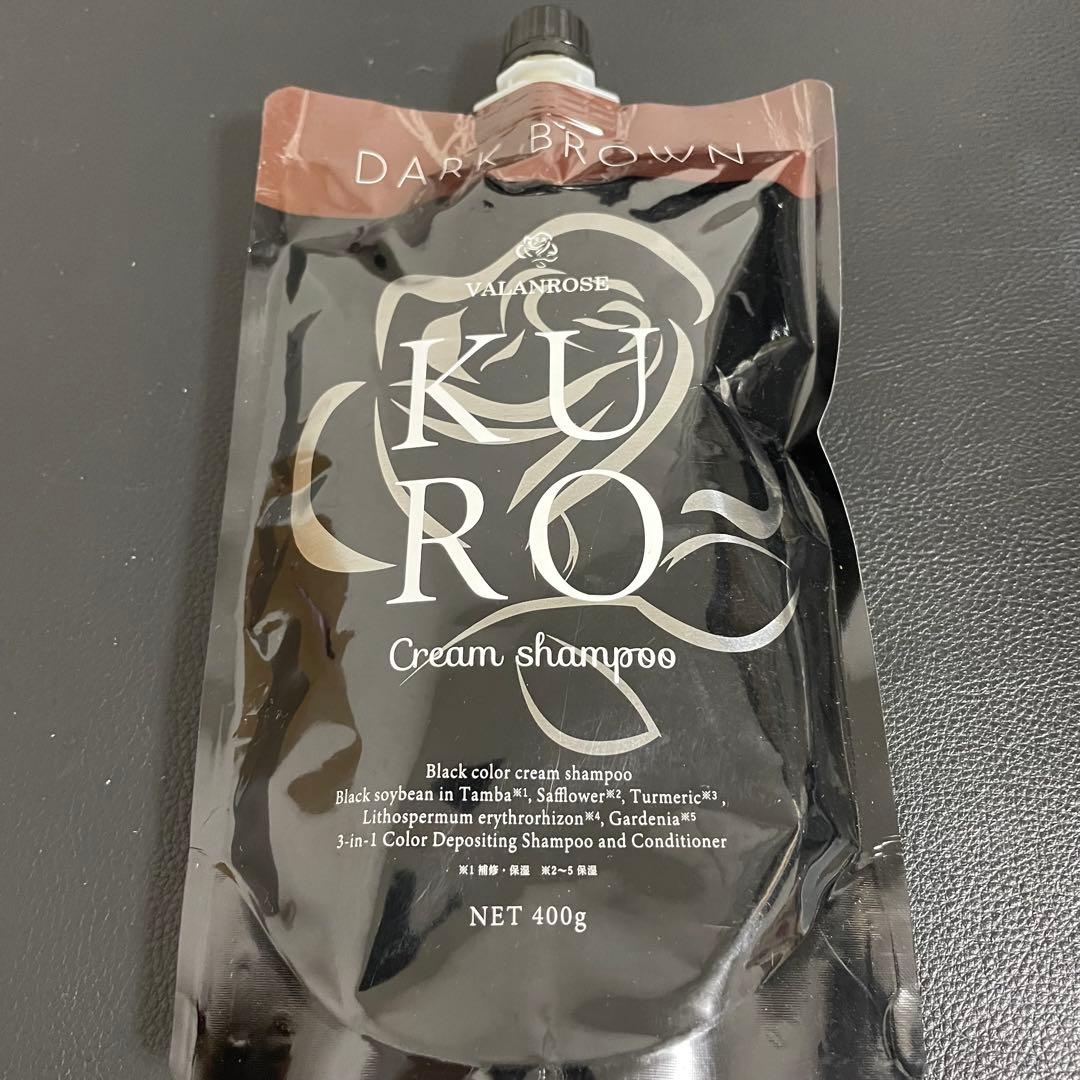 DARK BROWN
VALANROSE
KU
RO
Cream shampoo
Black color cream shampoo
Black soybean in Tamba※1, Safflower※2, Turmeric※3,
Lithospermum erythrorhizon※4, Gardenia※5
3-in-1 Color Depositing Shampoo and Conditioner
※1 補修・保湿 ※2〜5 保湿
NET 400g